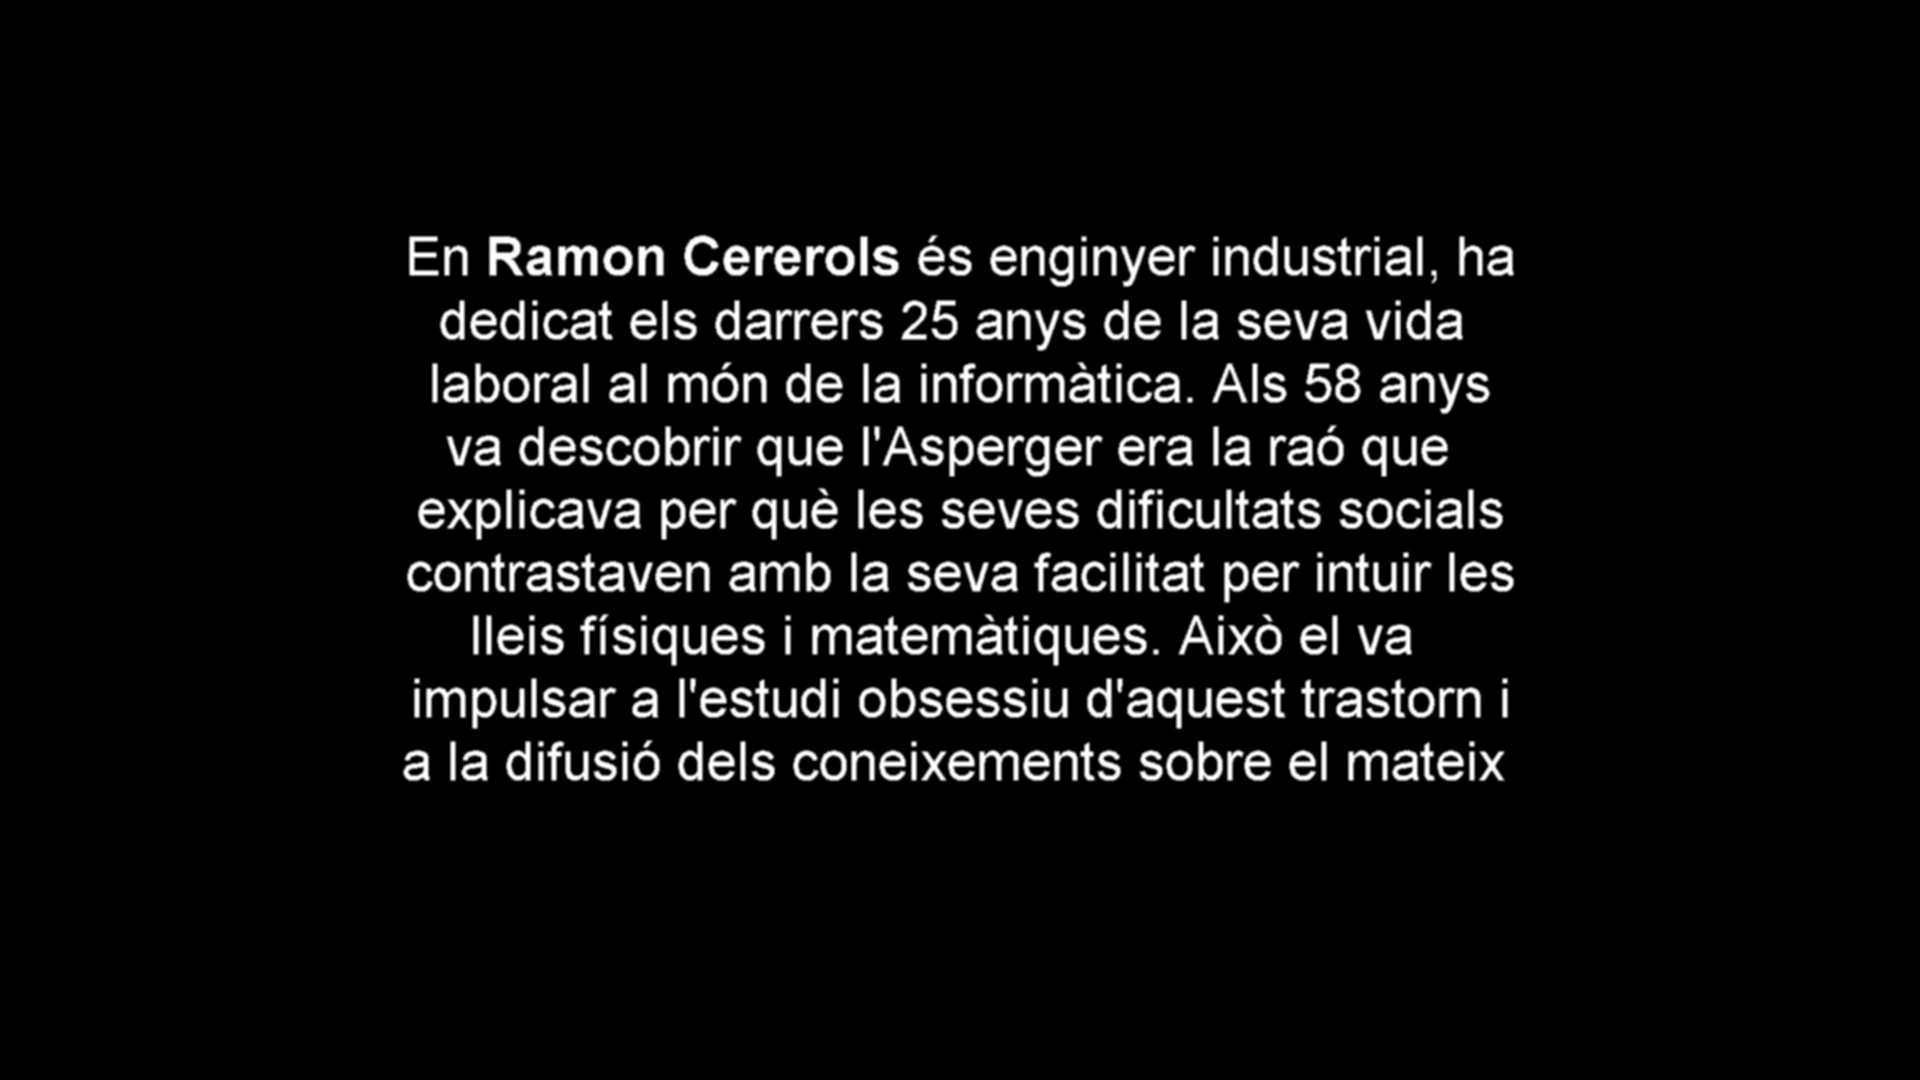 En Ramon Cererols és enginyer industrial, ha
dedicat els darrers 25 anys de la seva vida
laboral al món de la informàtica. Als 58 anys
va descobrir que l'Asperger era la raó que
explicava per què les seves dificultats socials
contrastaven amb la seva facilitat per intuir les
lleis físiques i matemàtiques. Això el va
impulsar a l'estudi obsessiu d'aquest trastorn i
a la difusió dels coneixements sobre el mateix